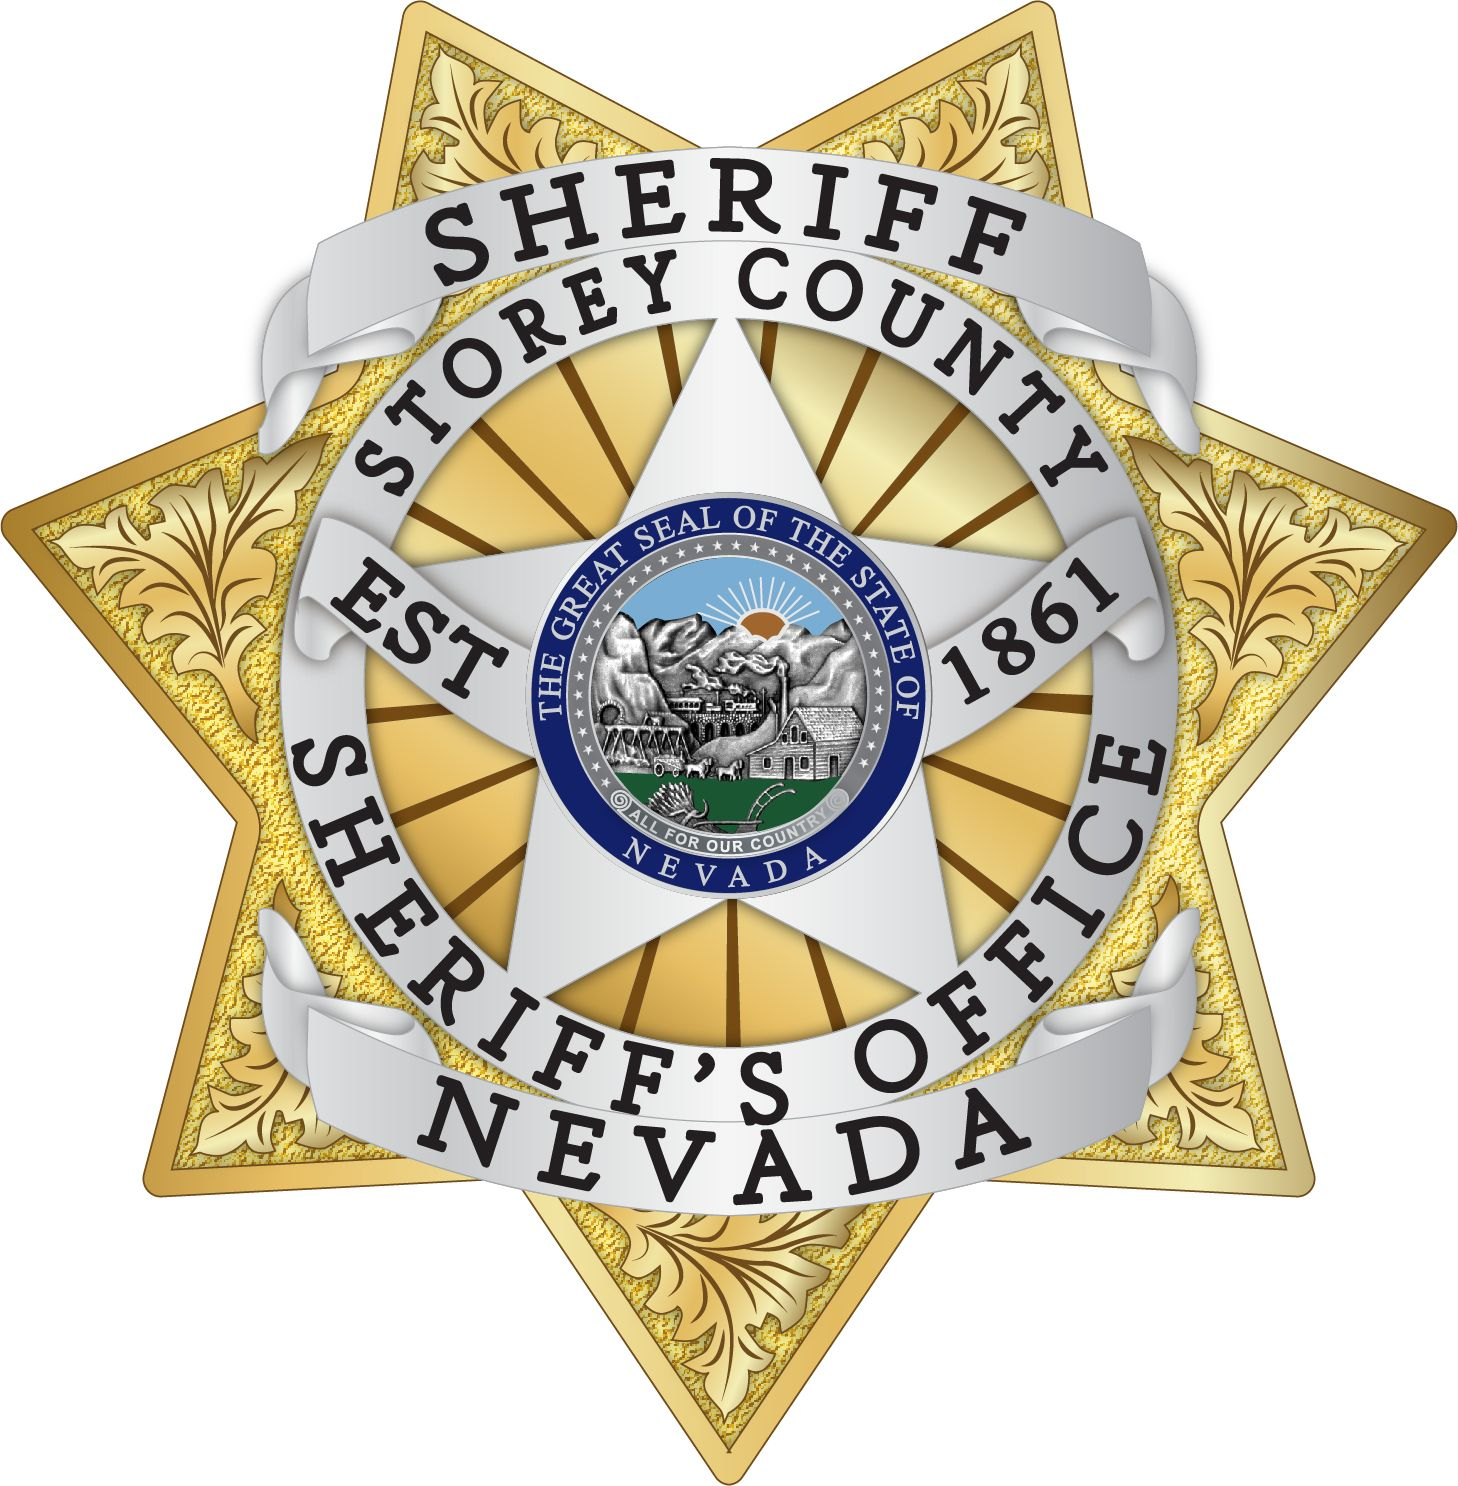 SHERIFF
STOREY COUNTY
EST 1861
THE GREAT SEAL OF THE STATE OF
ALL FOR OUR COUNTRY
NEVADA
SHERIFF'S OFFICE
NEVADA